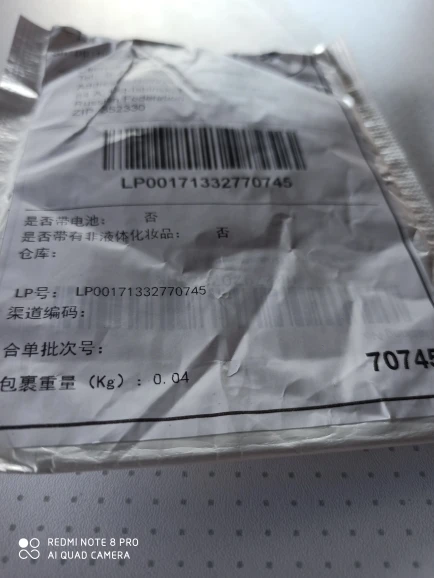 Russian Federation
LP00171332770745
是否带电池: 否
是否带有非液体化妆品: 否
仓库:
LP号: LP00171332770745
渠道编码:
合单批次号:
70745
包裹重量 (Kg) : 0.04
REDMI NOTE 8 PRO
AI QUAD CAMERA